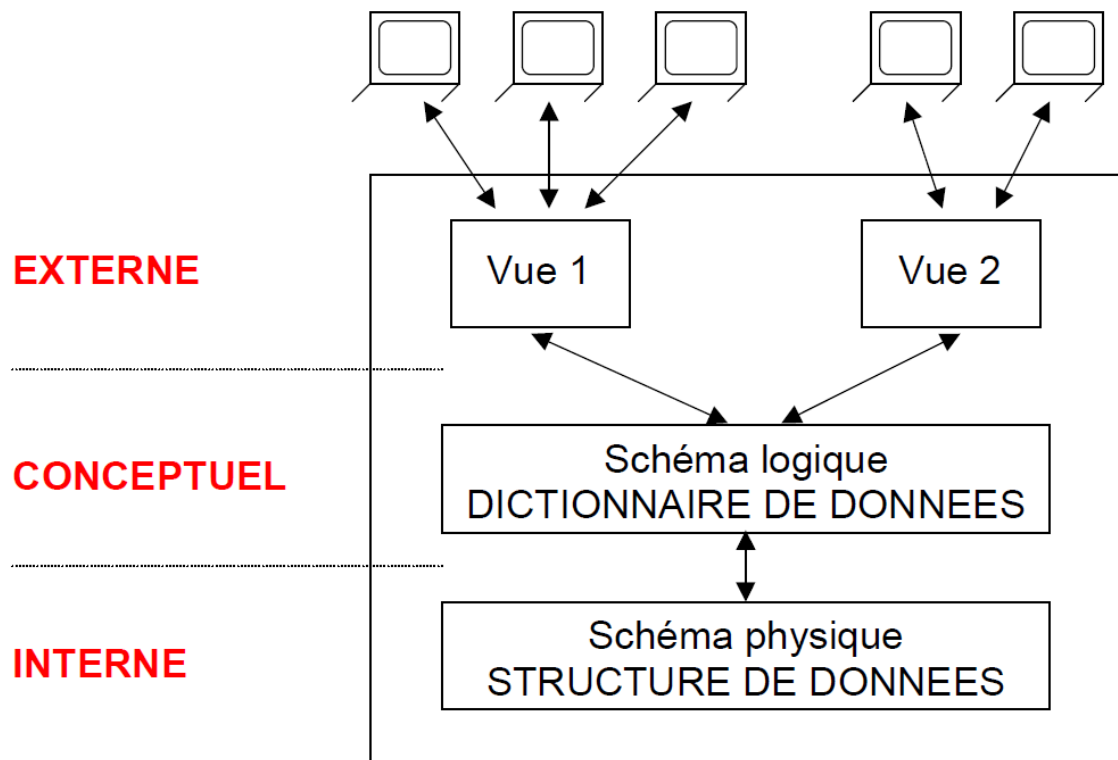 EXTERNE
Vue 1
Vue 2
CONCEPTUEL
Schéma logique
DICTIONNAIRE DE DONNEES
INTERNE
Schéma physique
STRUCTURE DE DONNEES